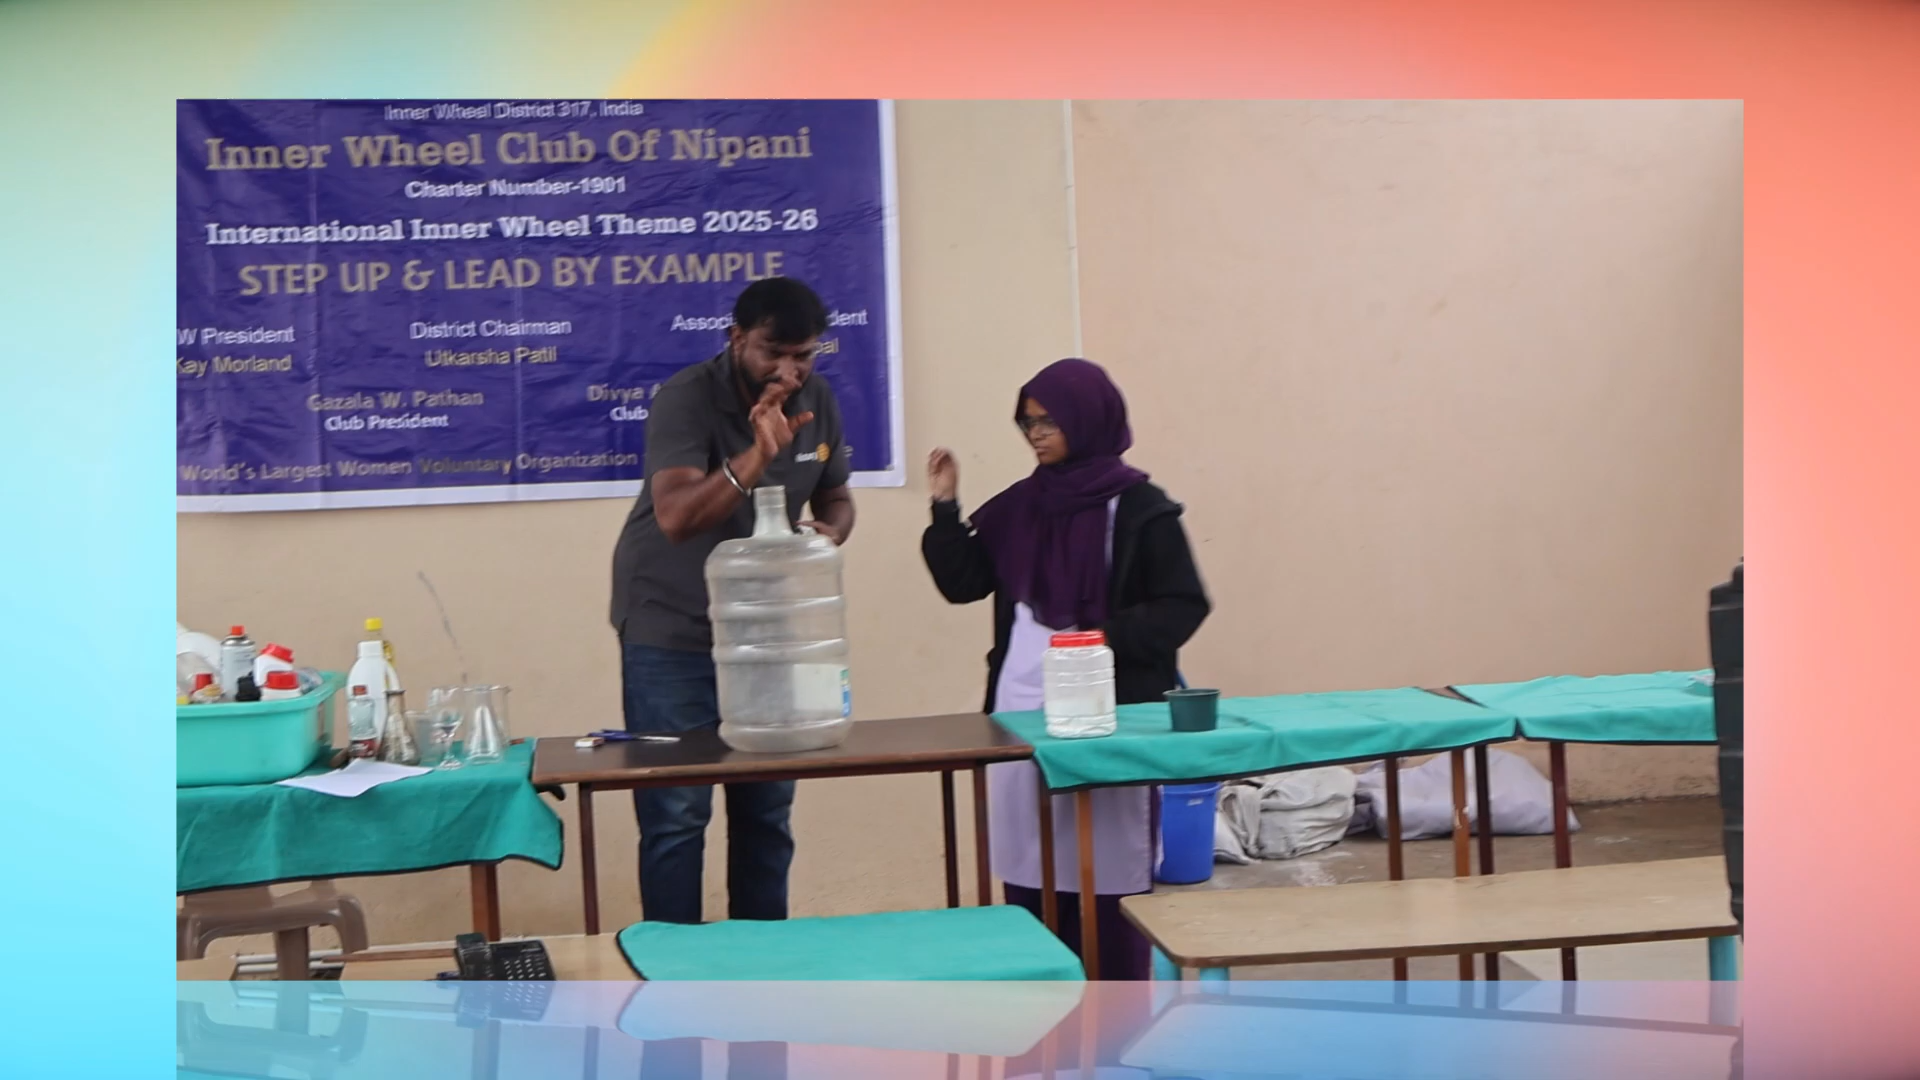 Inner Wheel District 317, India
Inner Wheel Club Of Nipani
Charter Number-1901
International Inner Wheel Theme 2025-26
STEP UP & LEAD BY EXAMPLE
W President District Chairman
Kay Morland Utkarsha Patil
Gazala W. Pathan Divya
Club President Club
World's Largest Women Voluntary Organization